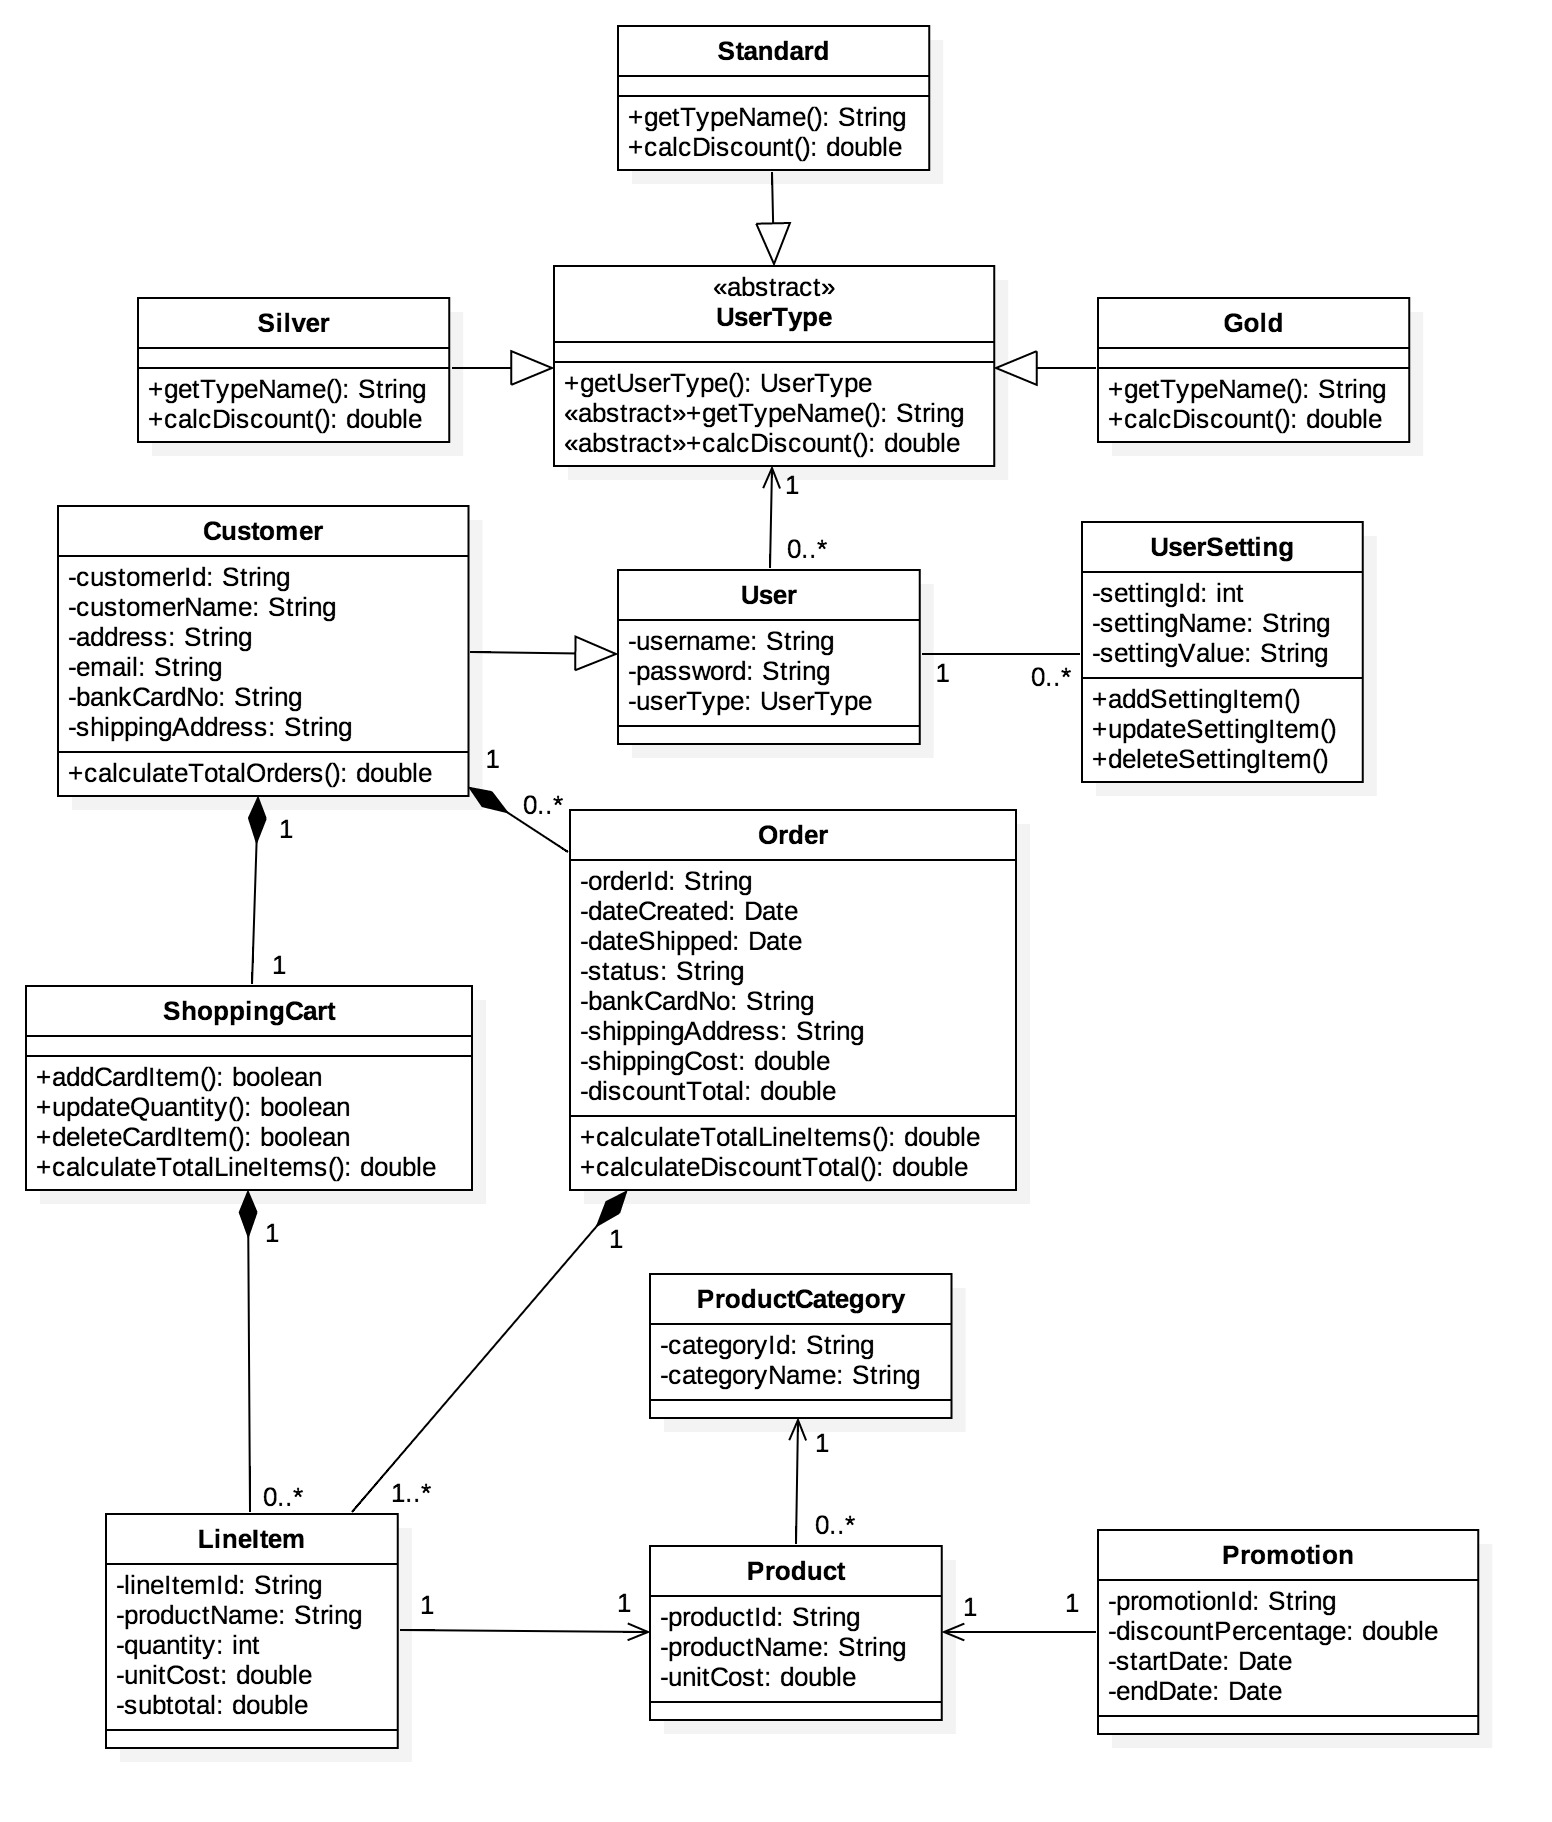 Standard
+getTypeName(): String
+calcDiscount(): double
«abstract»
UserType
+getUserType(): UserType
«abstract»+getTypeName(): String
«abstract»+calcDiscount(): double
Silver
+getTypeName(): String
+calcDiscount(): double
Gold
+getTypeName(): String
+calcDiscount(): double
1
0..*
Customer
-customerId: String
-customerName: String
-address: String
-email: String
-bankCardNo: String
-shippingAddress: String
+calculateTotalOrders(): double
User
-username: String
-password: String
-userType: UserType
1
0..*
UserSetting
-settingId: int
-settingName: String
-settingValue: String
+addSettingItem()
+updateSettingItem()
+deleteSettingItem()
1
0..*
1
1
Order
-orderId: String
-dateCreated: Date
-dateShipped: Date
-status: String
-bankCardNo: String
-shippingAddress: String
-shippingCost: double
-discountTotal: double
+calculateTotalLineItems(): double
+calculateDiscountTotal(): double
ShoppingCart
+addCardItem(): boolean
+updateQuantity(): boolean
+deleteCardItem(): boolean
+calculateTotalLineItems(): double
1
1
0..*
1..*
ProductCategory
-categoryId: String
-categoryName: String
1
0..*
LineItem
-lineItemId: String
-productName: String
-quantity: int
-unitCost: double
-subtotal: double
1
1
Product
-productId: String
-productName: String
-unitCost: double
1
1
Promotion
-promotionId: String
-discountPercentage: double
-startDate: Date
-endDate: Date